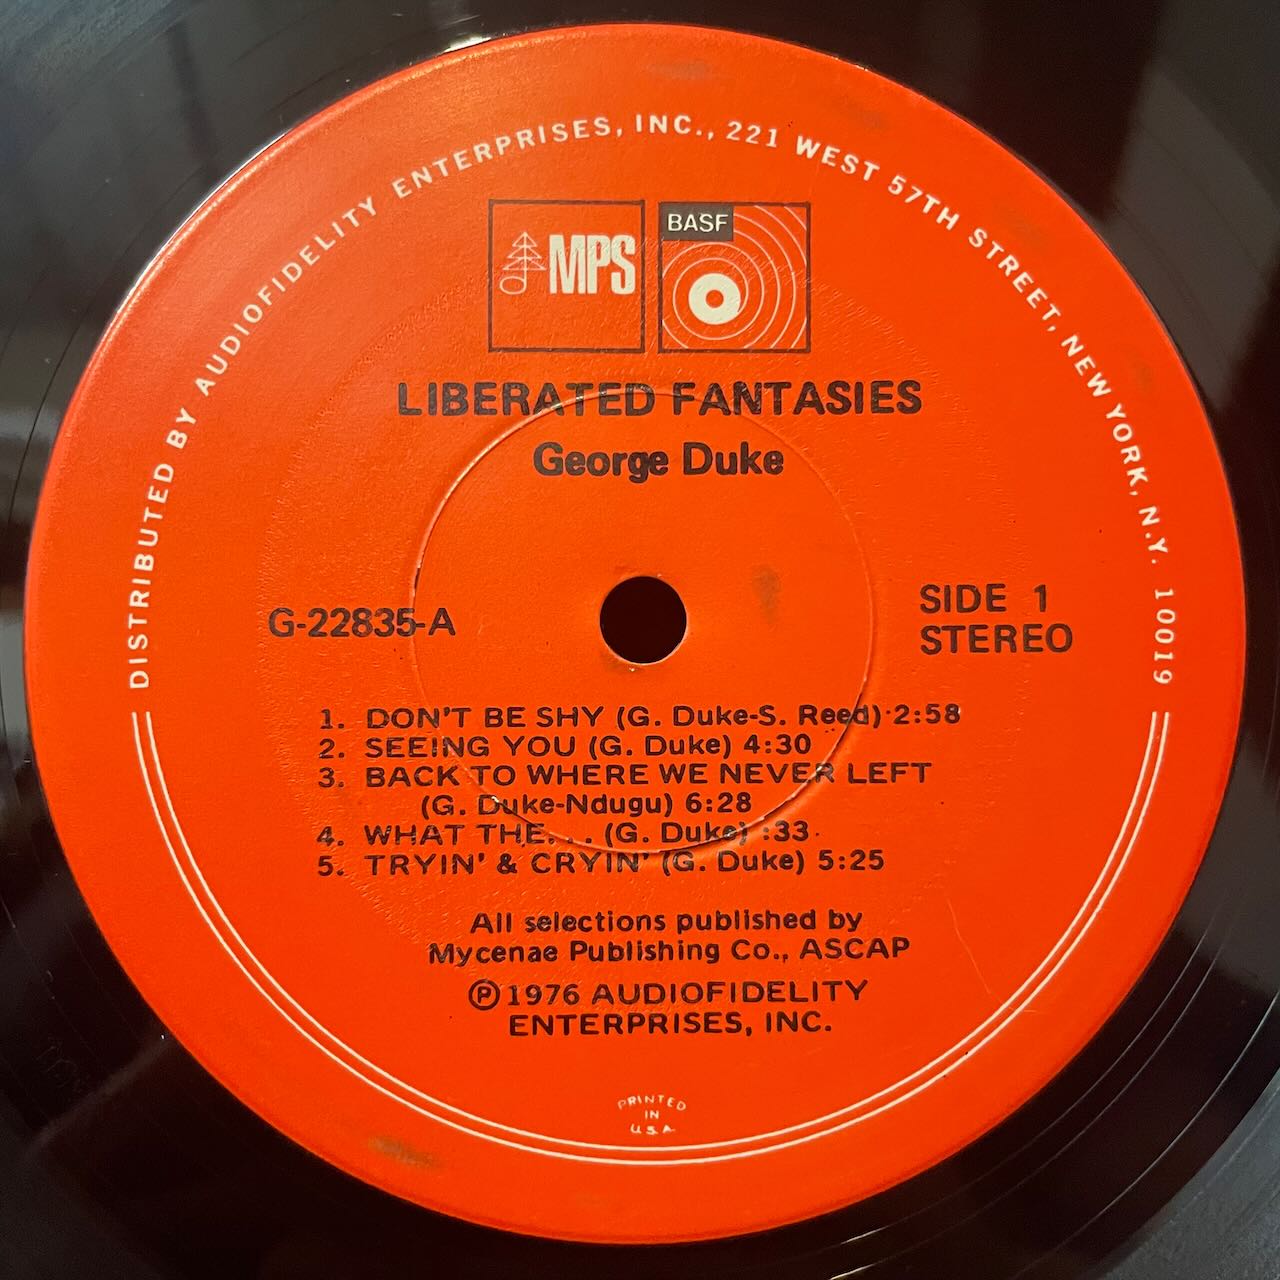 DISTRIBUTED BY AUDIOFIDELITY ENTERPRISES, INC., 221 WEST 57TH STREET, NEW YORK, N.Y. 10019
MPS
BASF
LIBERATED FANTASIES
George Duke
G-22835-A
SIDE 1
STEREO
1. DON'T BE SHY (G. Duke-S. Reed) 2:58
2. SEEING YOU (G. Duke) 4:30
3. BACK TO WHERE WE NEVER LEFT
(G. Duke-Ndugu) 6:28
4. WHAT THE. . . (G. Duke) :33
5. TRYIN' & CRYIN' (G. Duke) 5:25
All selections published by
Mycenae Publishing Co., ASCAP
℗ 1976 AUDIOFIDELITY
ENTERPRISES, INC.
PRINTED
IN
U.S.A.